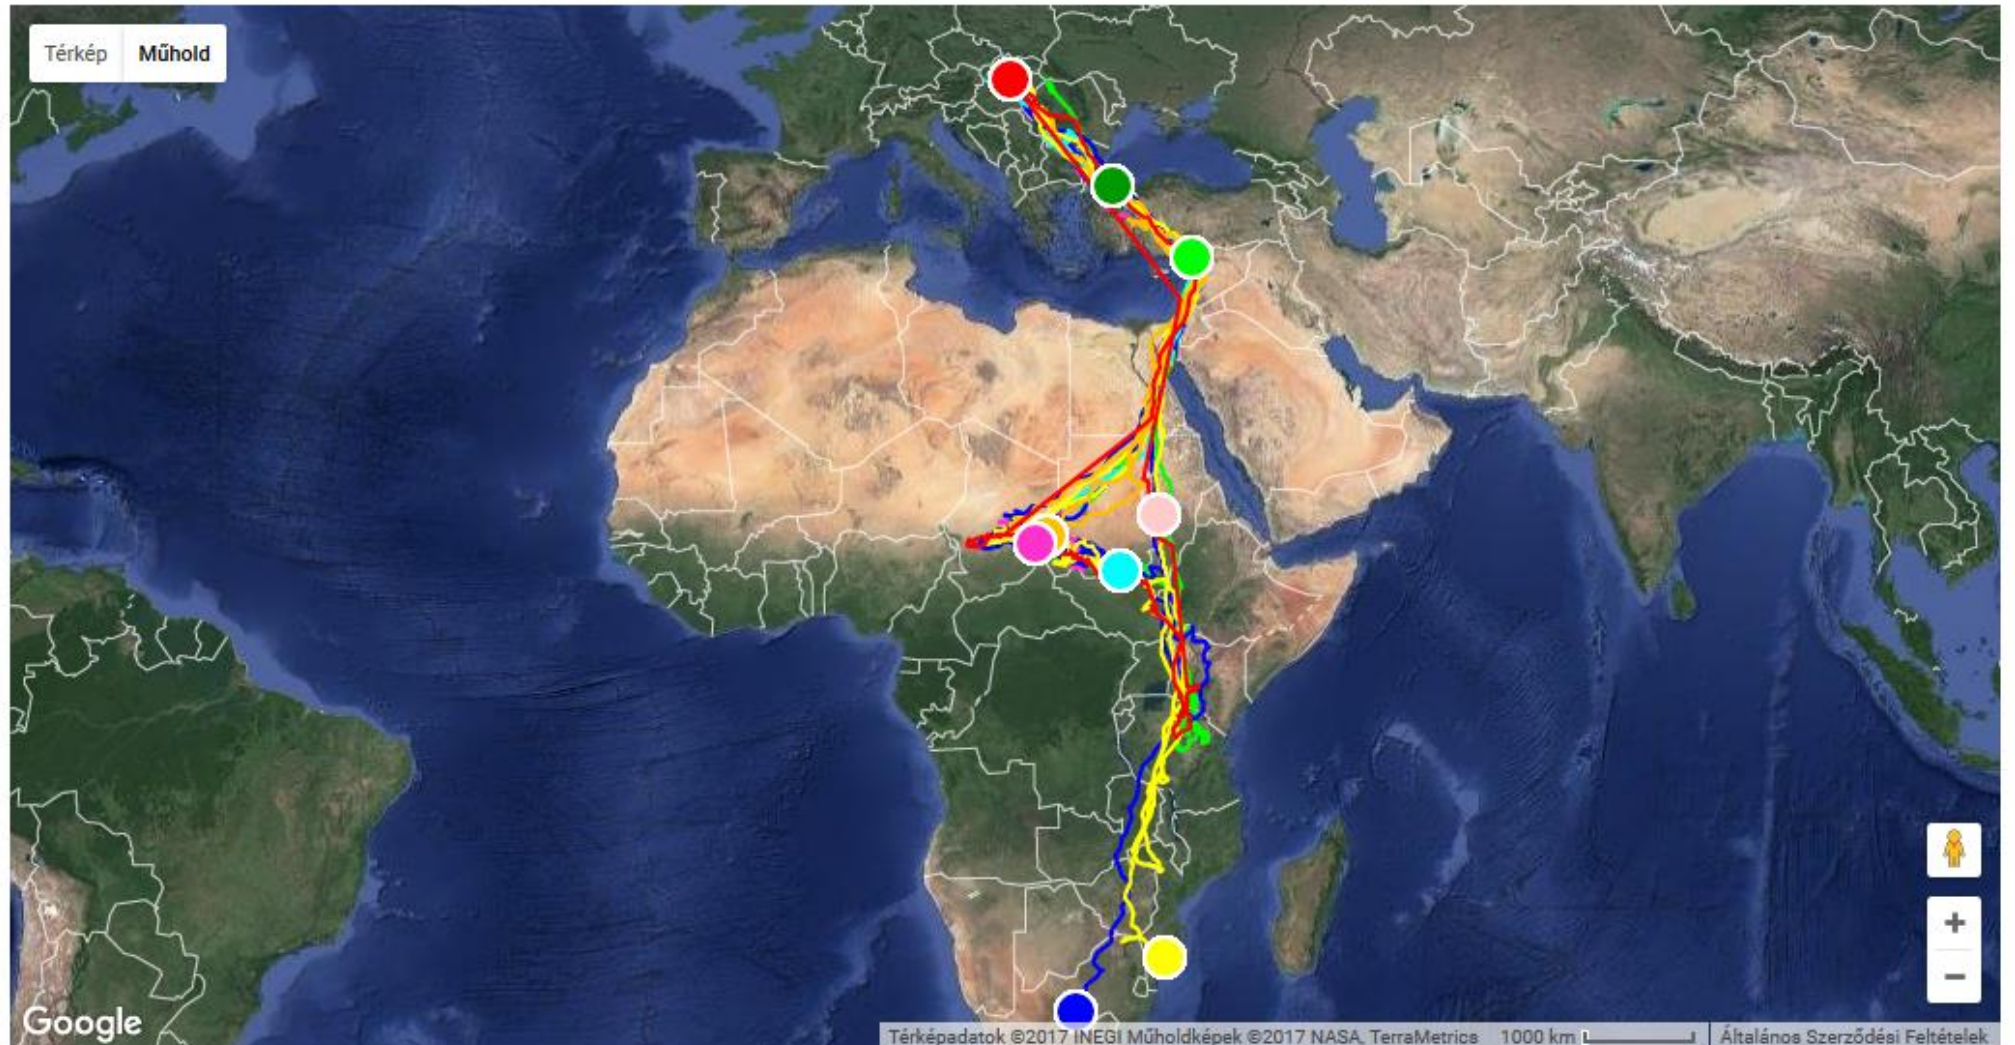 Térkép Műhold
Google
Térképadatok ©2017 INEGI Műholdképek ©2017 NASA, TerraMetrics 1000 km Általános Szerződési Feltételek